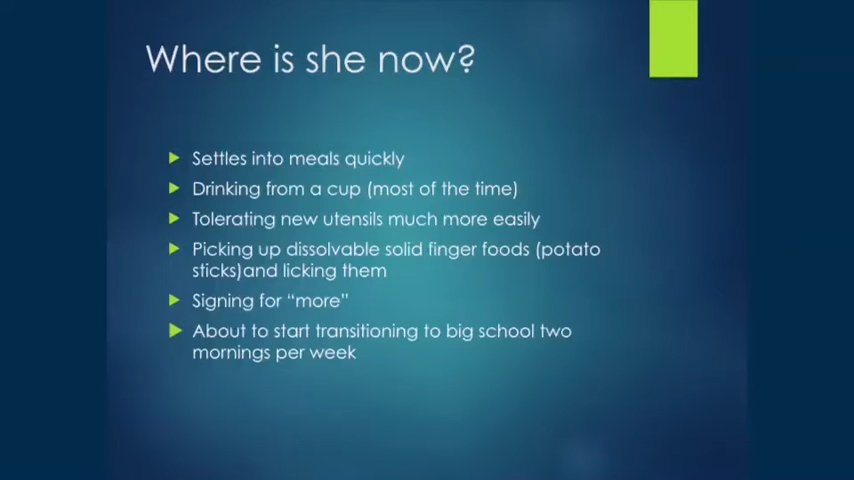 Where is she now?
Settles into meals quickly
Drinking from a cup (most of the time)
Tolerating new utensils much more easily
Picking up dissolvable solid finger foods (potato
sticks)and licking them
Signing for “more”
About to start transitioning to big school two
mornings per week